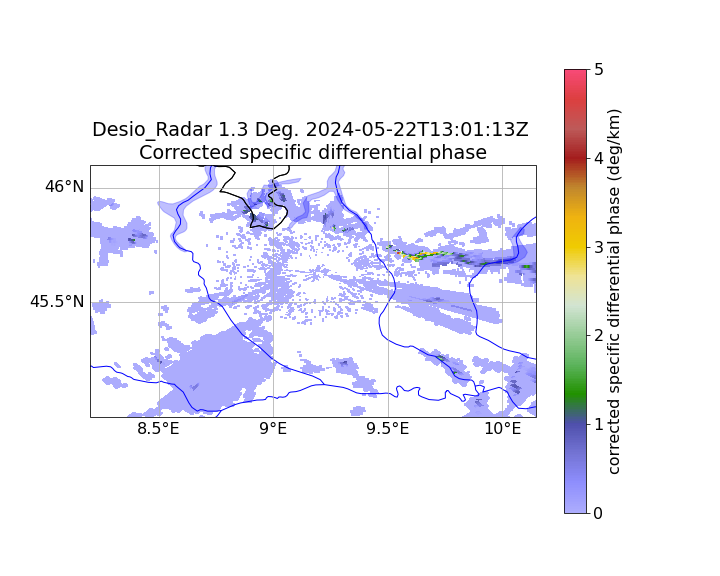 Desio_Radar 1.3 Deg. 2024-05-22T13:01:13Z
Corrected specific differential phase
46°N
45.5°N
8.5°E
9°E
9.5°E
10°E
5
4
3
2
1
0
corrected specific differential phase (deg/km)